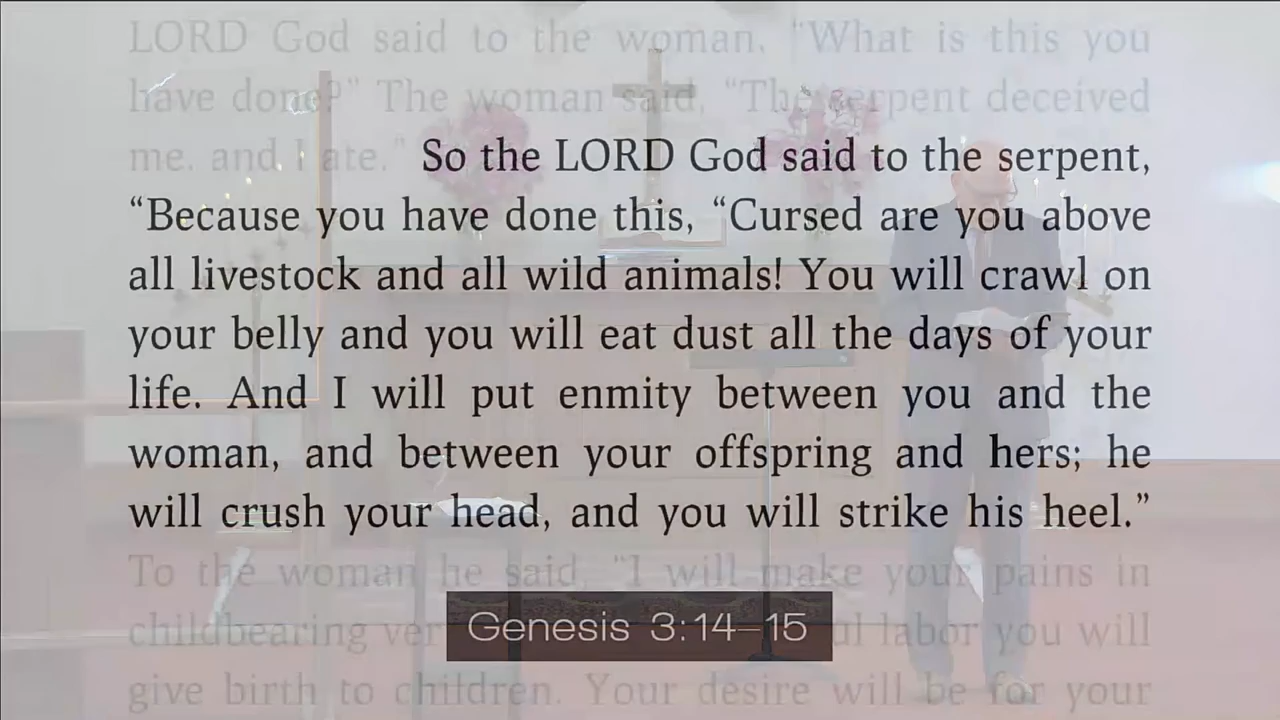 LORD God said to the woman, "What is this you
have done?" The woman said, "The serpent deceived
me, and I ate." So the LORD God said to the serpent,
“Because you have done this, “Cursed are you above
all livestock and all wild animals! You will crawl on
your belly and you will eat dust all the days of your
life. And I will put enmity between you and the
woman, and between your offspring and hers; he
will crush your head, and you will strike his heel.”
To the woman he said, "I will make your pains in
childbearing ul labor you will
Genesis 3:14–15
give birth to children. Your desire will be for your